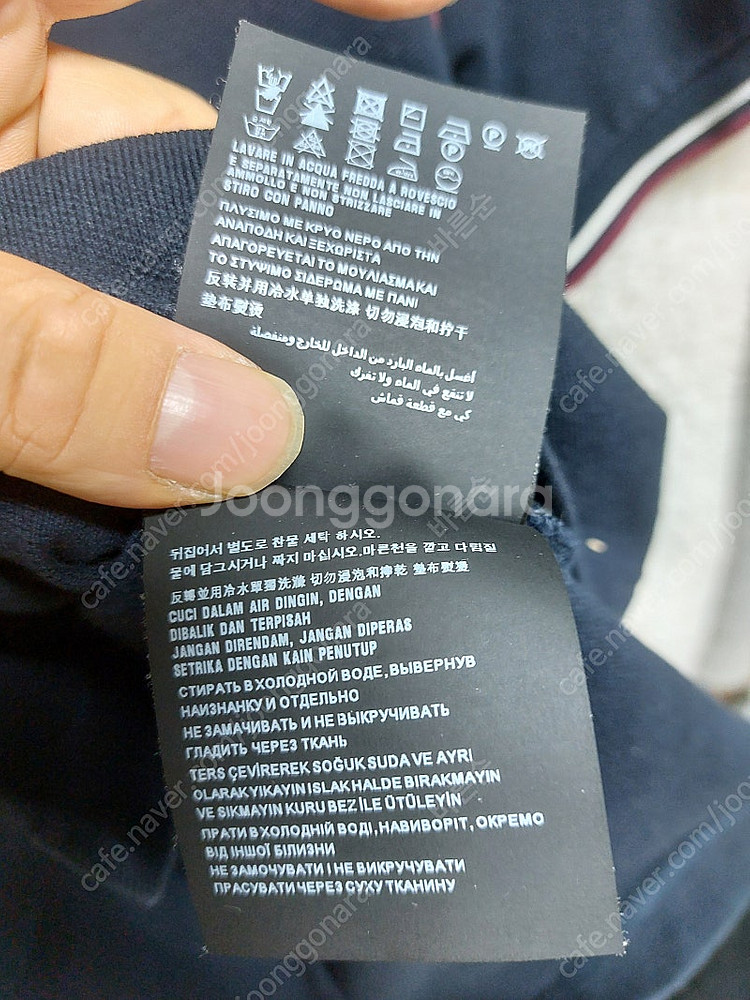 LAVARE IN ACQUA FREDDA A ROVESCIO
E SEPARATAMENTE NON LASCIARE IN
AMMOLLO E NON STRIZZARE
STIRO CON PANNO
ΠΛΥΣΙΜΟ ΜΕ ΚΡΥΟ ΝΕΡΟ ΑΠΟ ΤΗΝ
ΑΝΑΠΟΔΗ ΚΑΙ ΞΕΧΩΡΙΣΤΑ
ΑΠΑΓΟΡΕΥΕΤΑΙ ΤΟ ΜΟΥΛΙΑΣΜΑ ΚΑΙ
ΤΟ ΣΤΥΨΙΜΟ ΣΙΔΕΡΩΜΑ ΜΕ ΠΑΝΙ
反转并用冷水单独洗涤 切勿浸泡和拧干
垫布熨烫
اغسل بالماء البارد من الداخل للخارج ومنفصلة
لا تنقع في الماء ولا تفرك
كي مع قطعة قماش
Joonggonara
뒤집어서 별도로 찬물 세탁 하시오.
물에 담그시거나 짜지 마십시오.마른천을 깔고 다림질
反轉並用冷水單獨洗滌 切勿浸泡和擰乾 墊布熨燙
CUCI DALAM AIR DINGIN, DENGAN
DIBALIK DAN TERPISAH
JANGAN DIRENDAM, JANGAN DIPERAS
SETRIKA DENGAN KAIN PENUTUP
СТИРАТЬ В ХОЛОДНОЙ ВОДЕ,ВЫВЕРНУВ
НАИЗНАНКУ И ОТДЕЛЬНО
НЕ ЗАМАЧИВАТЬ И НЕ ВЫКРУЧИВАТЬ
ГЛАДИТЬ ЧЕРЕЗ ТКАНЬ
TERS ÇEVİREREK SOĞUK SUDA VE AYRI
OLARAK YIKAYIN ISLAK HALDE BIRAKMAYIN
VE SIKMAYIN KURU BEZ İLE ÜTÜLEYİN
ПРАТИ В ХОЛОДНІЙ ВОДІ,НАВИВОРІТ, ОКРЕМО
ВІД ІНШОЇ БІЛИЗНИ
НЕ ЗАМОЧУВАТИ І НЕ ВИКРУЧУВАТИ
ПРАСУВАТИ ЧЕРЕЗ СУХУ ТКАНИНУ